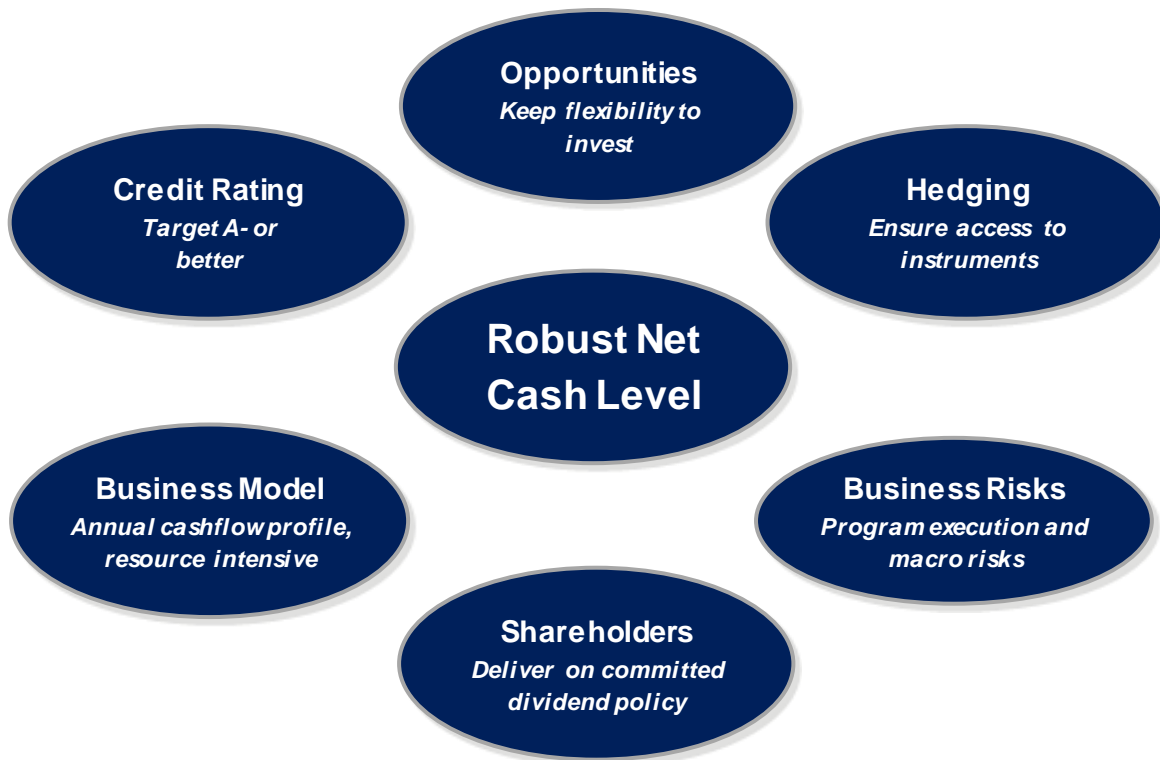 Opportunities
Keep flexibility to
invest
Credit Rating
Target A- or
better
Hedging
Ensure access to
instruments
Robust Net
Cash Level
Business Model
Annual cashflow profile,
resource intensive
Business Risks
Program execution and
macro risks
Shareholders
Deliver on committed
dividend policy